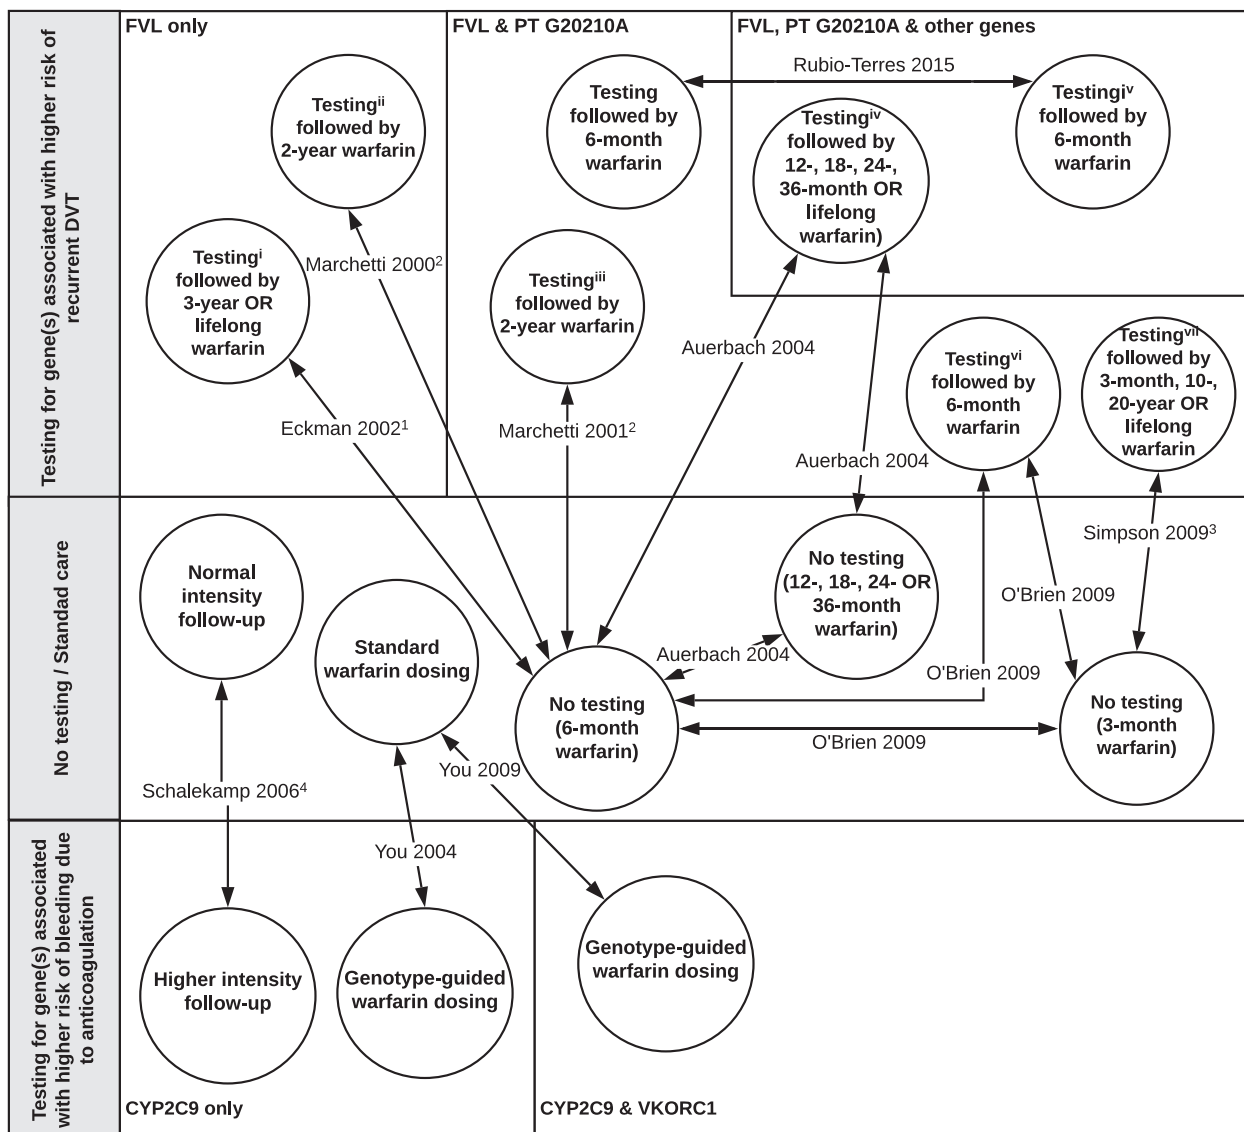 Testing for gene(s) associated with higher risk of
recurrent DVT
FVL only
FVL & PT G20210A
FVL, PT G20210A & other genes
Testingⁱⁱ
followed by
2-year warfarin
Testing
followed by
6-month
warfarin
Rubio-Terres 2015
Testingⁱᵛ
followed by
12-, 18-, 24-,
36-month OR
lifelong
warfarin)
Testingiᵛ
followed by
6-month
warfarin
Testingⁱ
followed by
3-year OR
lifelong
warfarin
Marchetti 2000²
Testingⁱⁱⁱ
followed by
2-year warfarin
Auerbach 2004
Testingᵛⁱ
followed by
6-month
warfarin
Testingᵛⁱⁱ
followed by
3-month, 10-,
20-year OR
lifelong
warfarin
Eckman 2002¹
Marchetti 2001²
Auerbach 2004
No testing / Standad care
Normal
intensity
follow-up
Standard
warfarin dosing
No testing
(12-, 18-, 24- OR
36-month
warfarin)
Simpson 2009³
O'Brien 2009
Auerbach 2004
O'Brien 2009
No testing
(6-month
warfarin)
O'Brien 2009
No testing
(3-month
warfarin)
Schalekamp 2006⁴
You 2009
You 2004
Testing for gene(s) associated
with higher risk of bleeding due
to anticoagulation
Higher intensity
follow-up
Genotype-guided
warfarin dosing
Genotype-guided
warfarin dosing
CYP2C9 only
CYP2C9 & VKORC1